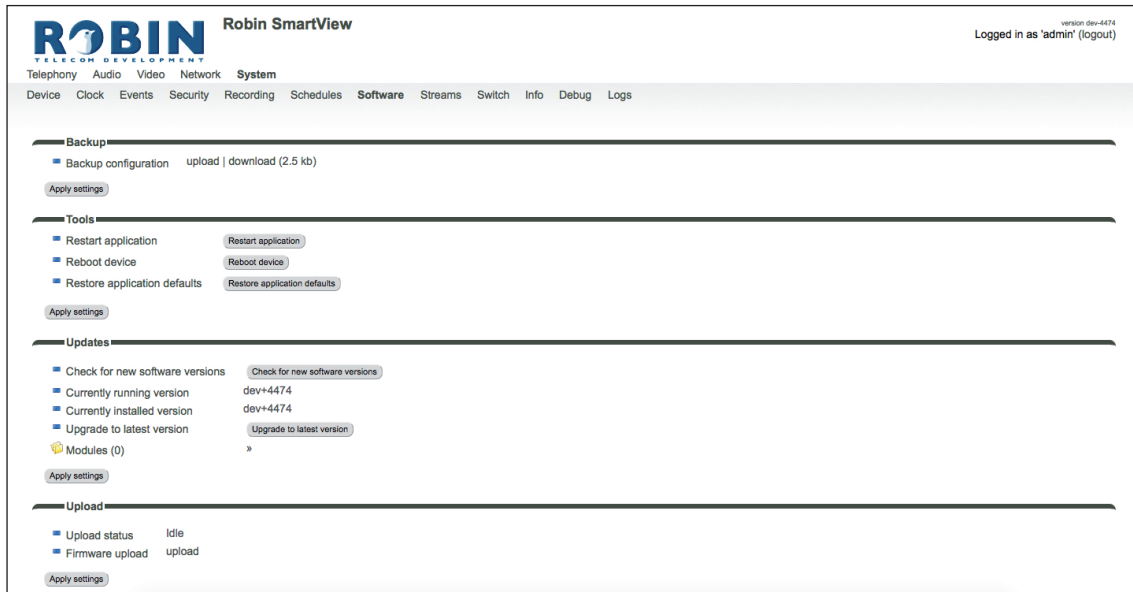 Robin SmartView
version dev-4474
Logged in as 'admin' (logout)
ROBIN
TELECOM DEVELOPMENT
Telephony Audio Video Network System
Device Clock Events Security Recording Schedules Software Streams Switch Info Debug Logs
Backup
Backup configuration upload | download (2.5 kb)
Apply settings
Tools
Restart application Restart application
Reboot device Reboot device
Restore application defaults Restore application defaults
Apply settings
Updates
Check for new software versions Check for new software versions
Currently running version dev+4474
Currently installed version dev+4474
Upgrade to latest version Upgrade to latest version
Modules (0) »
Apply settings
Upload
Upload status Idle
Firmware upload upload
Apply settings